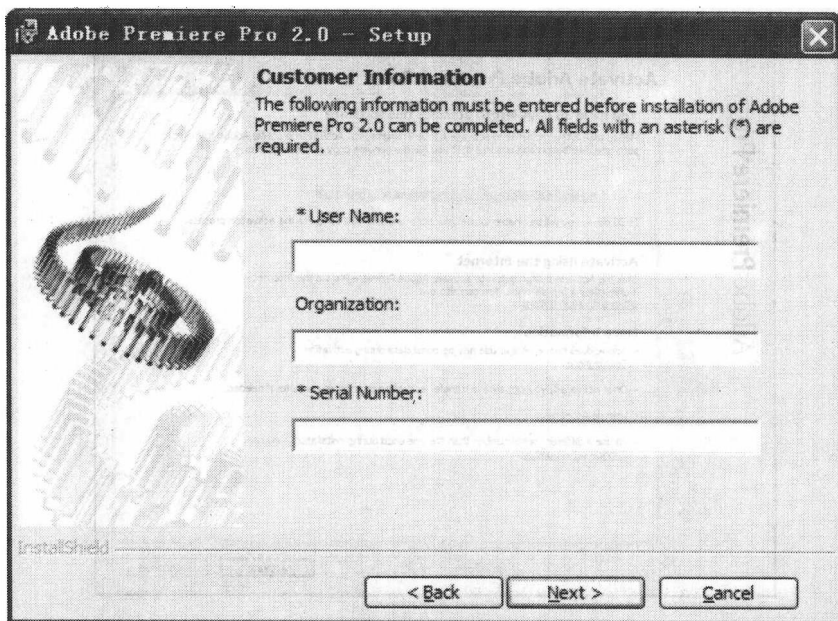 Adobe Premiere Pro 2.0 - Setup
Customer Information
The following information must be entered before installation of Adobe
Premiere Pro 2.0 can be completed. All fields with an asterisk (*) are
required.
* User Name:
Organization:
* Serial Number:
InstallShield
< Back
Next >
Cancel